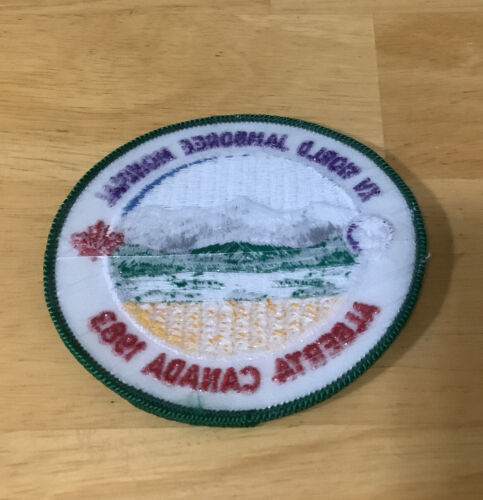 XV WORLD JAMBOREE MONDIAL
ALBERTA CANADA 1983